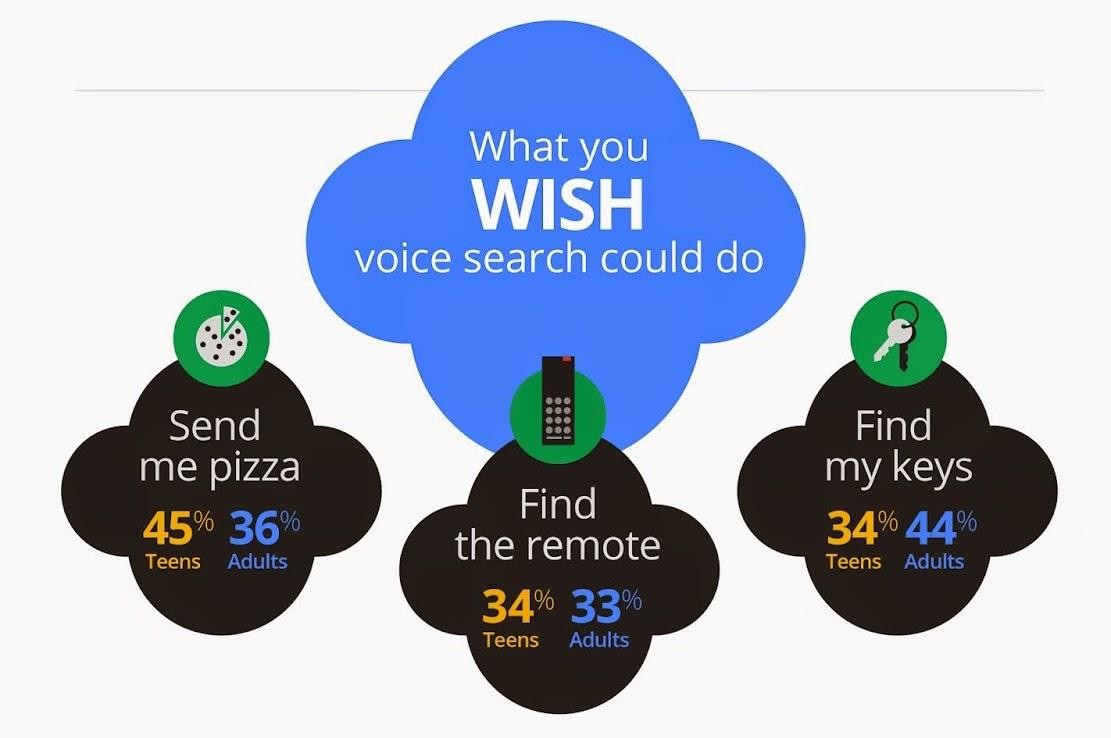 What you
WISH
voice search could do
Send
me pizza
45% 36%
Teens Adults
Find
the remote
34% 33%
Teens Adults
Find
my keys
34% 44%
Teens Adults